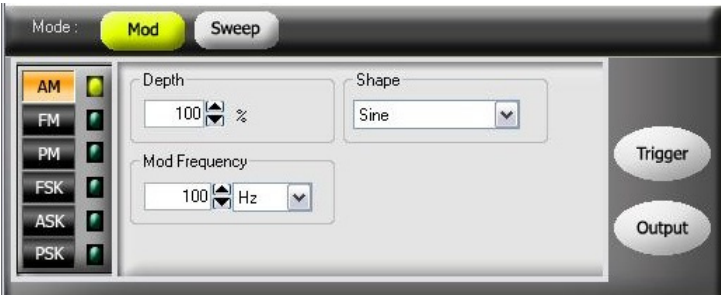 Mode : Mod Sweep
AM
FM
PM
FSK
ASK
PSK
Depth
100 %
Shape
Sine
Mod Frequency
100 Hz
Trigger
Output